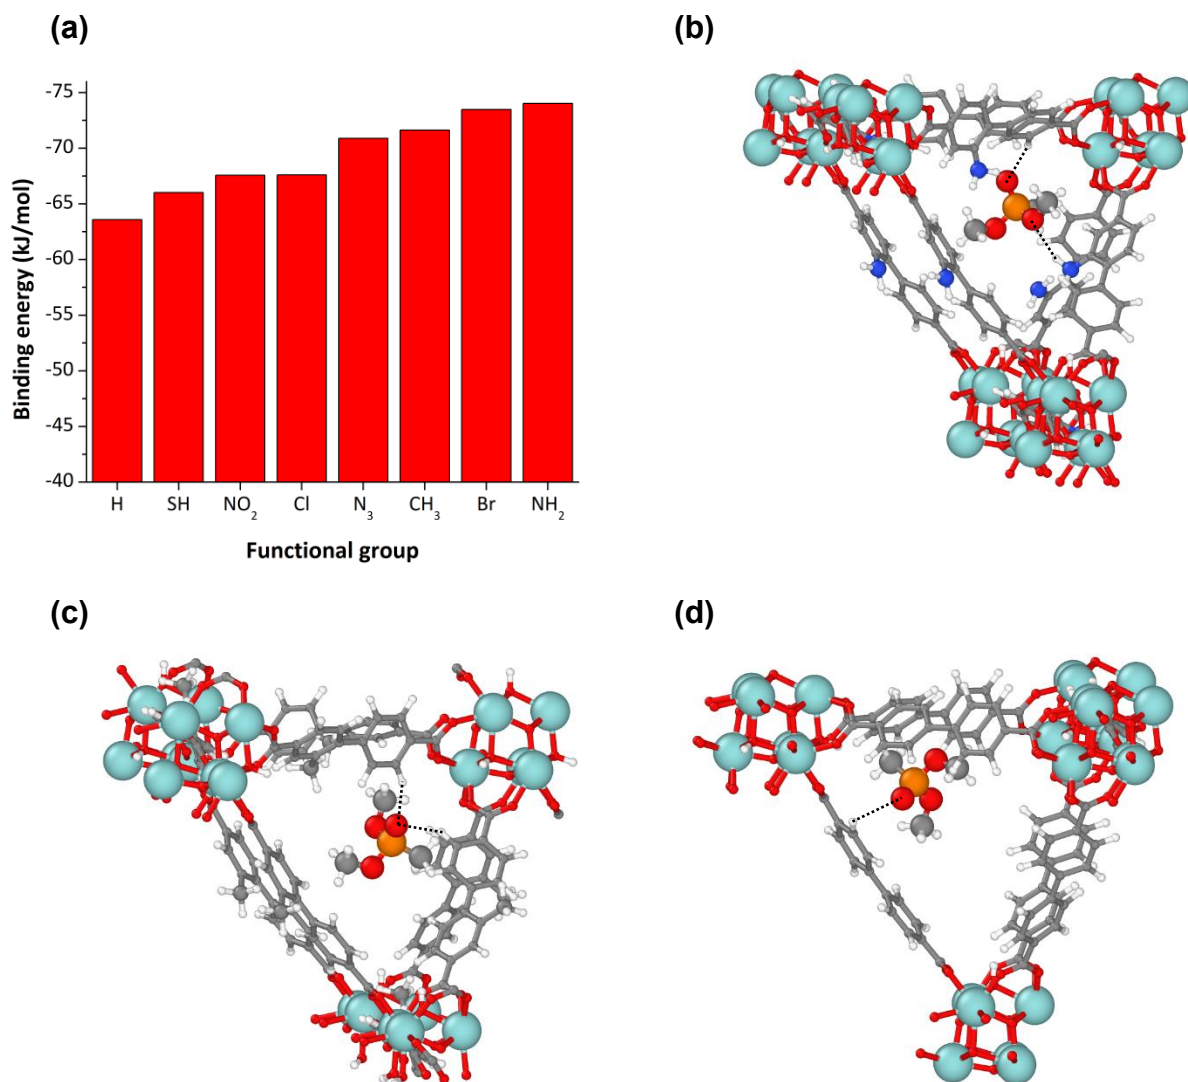 (a)
(b)
-75
-70
-65
-60
-55
-50
-45
-40
Binding energy (kJ/mol)
H SH NO₂ Cl N₃ CH₃ Br NH₂
Functional group
(c)
(d)